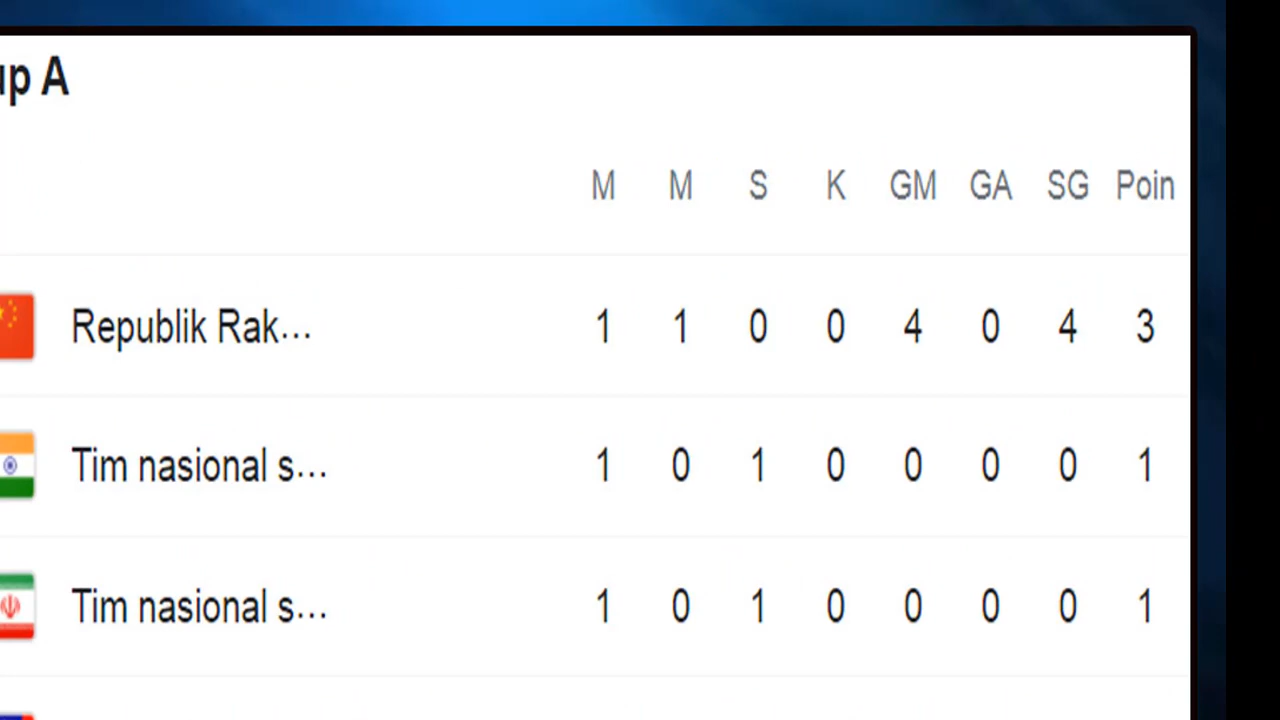 up A
M M S K GM GA SG Poin
Republik Rak... 1 1 0 0 4 0 4 3
Tim nasional s... 1 0 1 0 0 0 0 1
Tim nasional s... 1 0 1 0 0 0 0 1